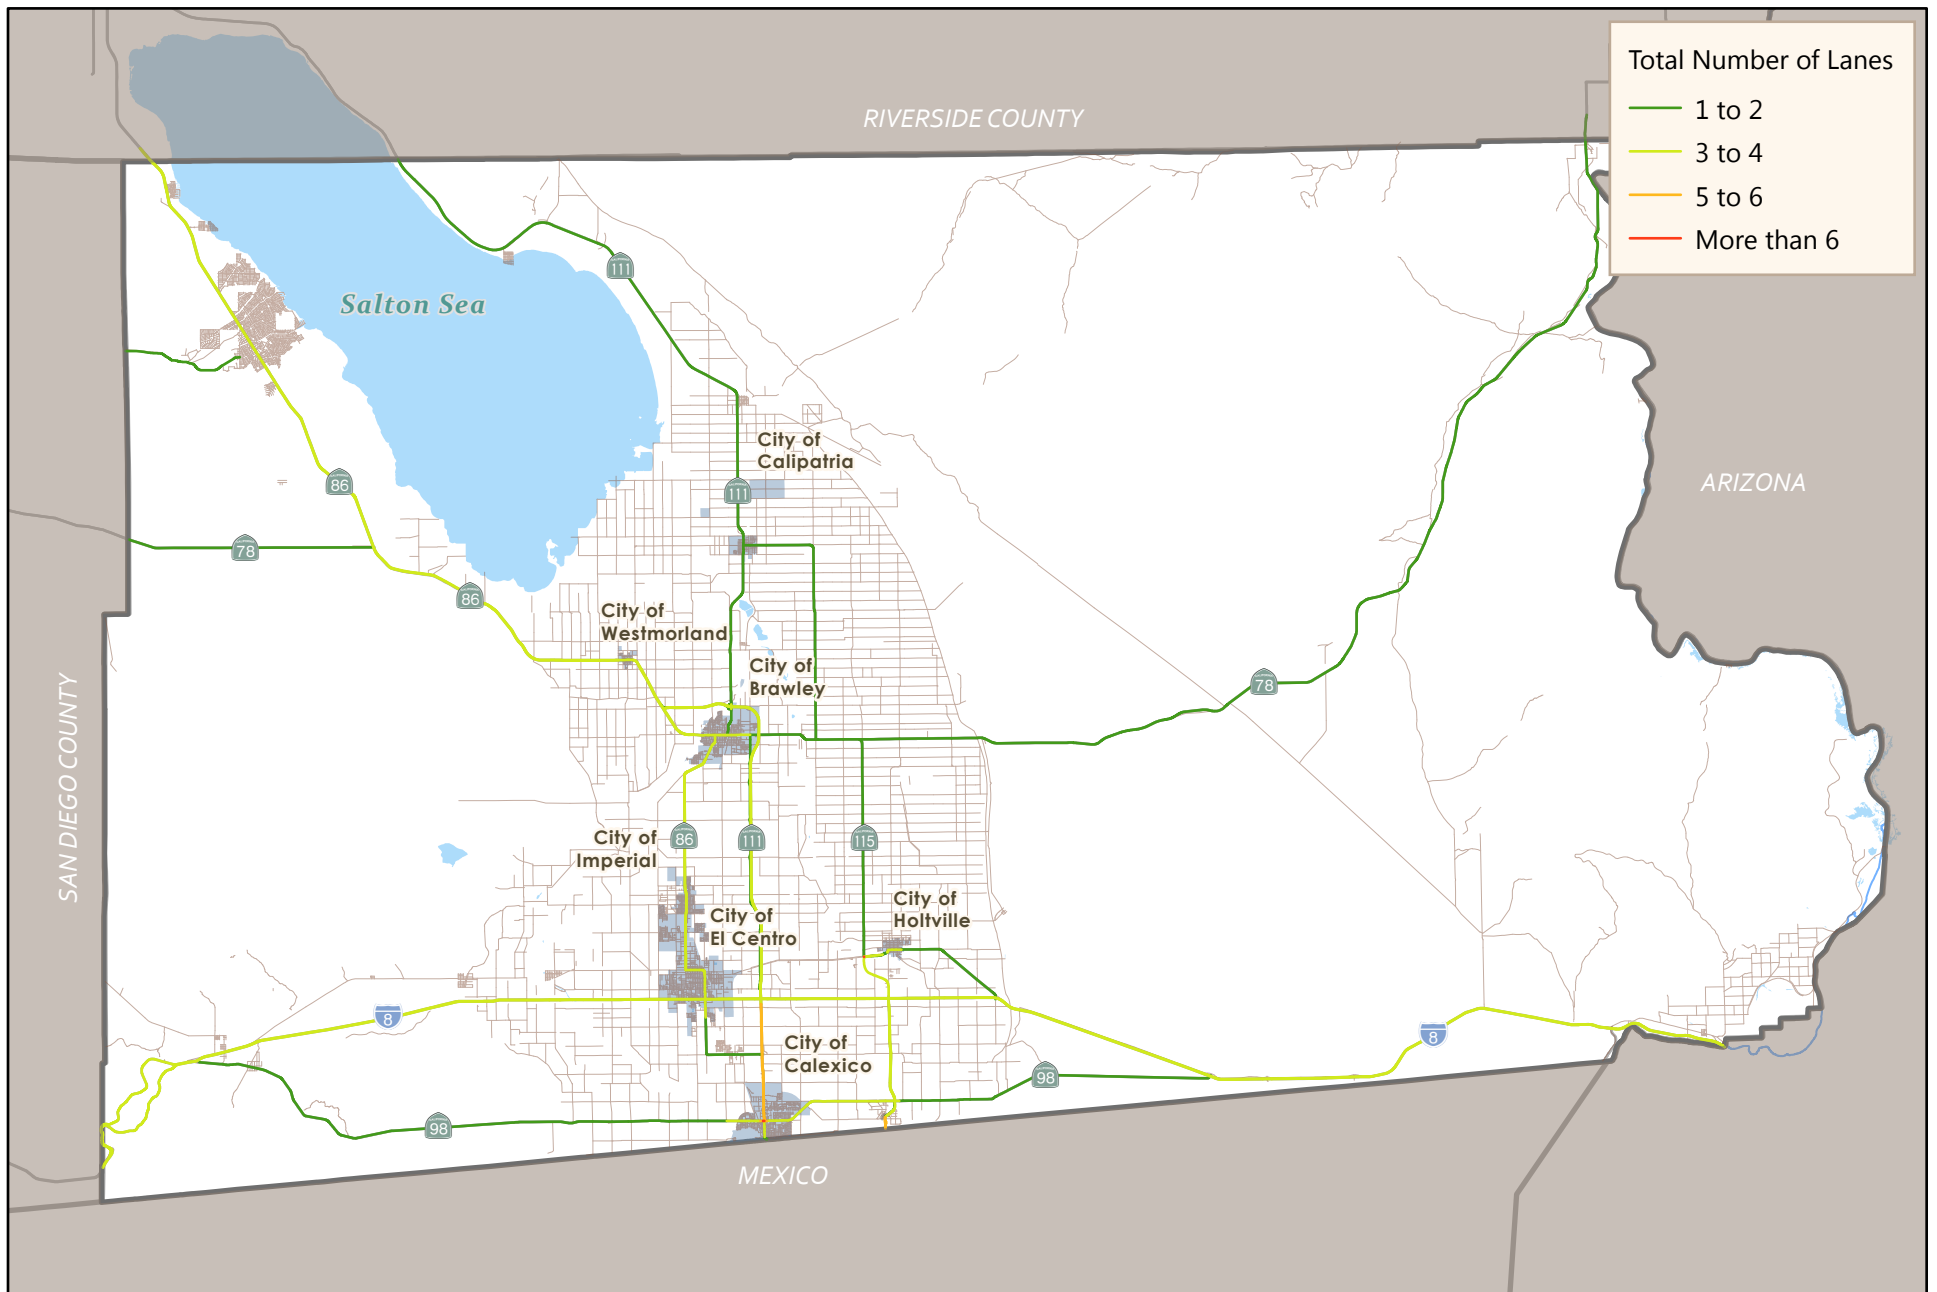 Total Number of Lanes
1 to 2
3 to 4
5 to 6
More than 6
RIVERSIDE COUNTY
111
Salton Sea
City of
Calipatria
86
111
ARIZONA
78
86
City of
Westmorland
City of
Brawley
78
SAN DIEGO COUNTY
City of
Imperial
86
111
115
City of
Holtville
City of
El Centro
8
8
City of
Calexico
98
98
MEXICO